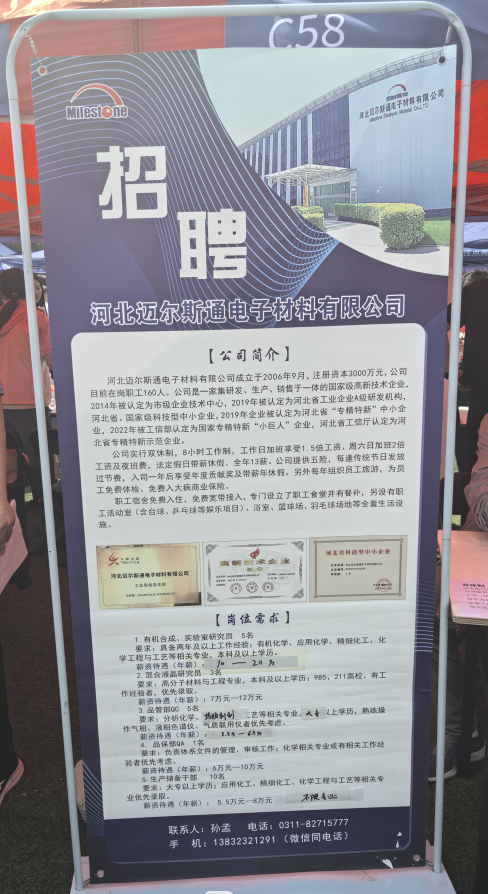 C58
Milestone
河北迈尔斯通电子材料有限公司
招
聘
河北迈尔斯通电子材料有限公司
【公司简介】
河北迈尔斯通电子材料有限公司成立于2006年9月，注册资本3000万元，公司
目前在岗职工160人。公司是一家集研发、生产、销售于一体的国家级高新技术企业，
2014年被认定为市级企业技术中心，2019年被认定为河北省工业企业A级研发机构，
河北省、国家级科技型中小企业，2019年企业被认定为河北省“专精特新”中小企
业，2022年被工信部认定为国家专精特新“小巨人”企业，河北省工信厅认定为河
北省专精特新示范企业。
公司实行双休制，8小时工作制，工作日加班享受1.5倍工资、周六日加班2倍
工资及夜班费，法定假日带薪休假、全年13薪，公司提供五险，每逢传统节日发放
过节费，入司一年后享受年度贡献奖及带薪年休假。另外每年组织员工旅游，为员
工免费体检、免费入大病商业保险。
职工宿舍免费入住，免费宽带接入，专门设立了职工食堂并有餐补，另设有职
工活动室（含台球、乒乓球等娱乐项目）、浴室、篮球场、羽毛球场地等全套生活设
施。
河北迈尔斯通电子材料有限公司
高新技术企业
证书
河北省科技型中小企业
【岗位需求】
1.有机合成、实验室研究员 5名
要求：具备两年及以上工作经验；有机化学、应用化学、精细化工、化
学工程与工艺等相关专业，本科及以上学历。
薪资待遇（年薪）：10——20万
2.混合液晶研究员 3名
要求：高分子材料与工程专业，本科及以上学历；985，211高校，有工
作经验者，优先录取。
薪资待遇（年薪）：7万元—12万元
3.品管部QC 5名
要求：分析化学、工艺等相关专业，大专以上学历，熟练操
作气相、液相色谱仪、气质联用仪者优先考虑。
薪资待遇（年薪）：
4. 品保部QA 1名
要求：负责体系文件的管理、审核工作；化学相关专业或有相关工作经
验者优先考虑。
薪资待遇（年薪）：6万元—10万元
5.生产储备干部 10名
要求：大专以上学历；应用化工、精细化工、化学工程与工艺等相关专
业优先录取。
薪资待遇（年薪）：5.5万元—8万元 不限专业
联系人：孙孟 电话：0311-82715777
手 机：13832321291（微信同电话）